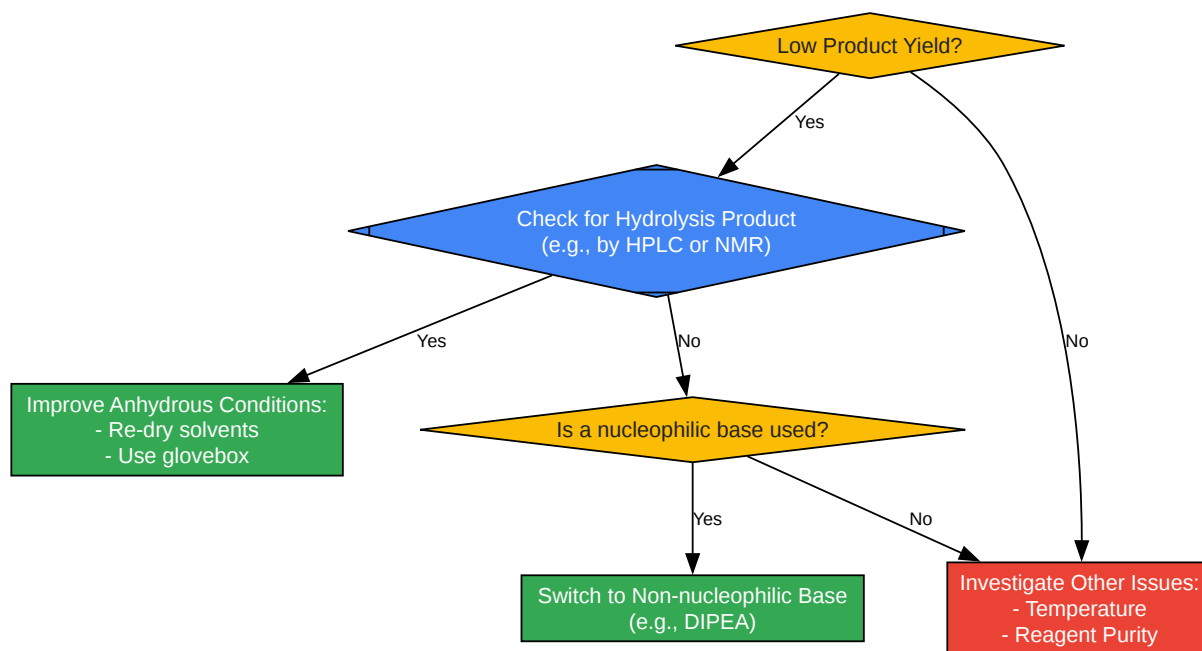 Low Product Yield?
Yes
Check for Hydrolysis Product
(e.g., by HPLC or NMR)
Yes
No
No
Improve Anhydrous Conditions:
- Re-dry solvents
- Use glovebox
Is a nucleophilic base used?
Yes
No
Switch to Non-nucleophilic Base
(e.g., DIPEA)
Investigate Other Issues:
- Temperature
- Reagent Purity